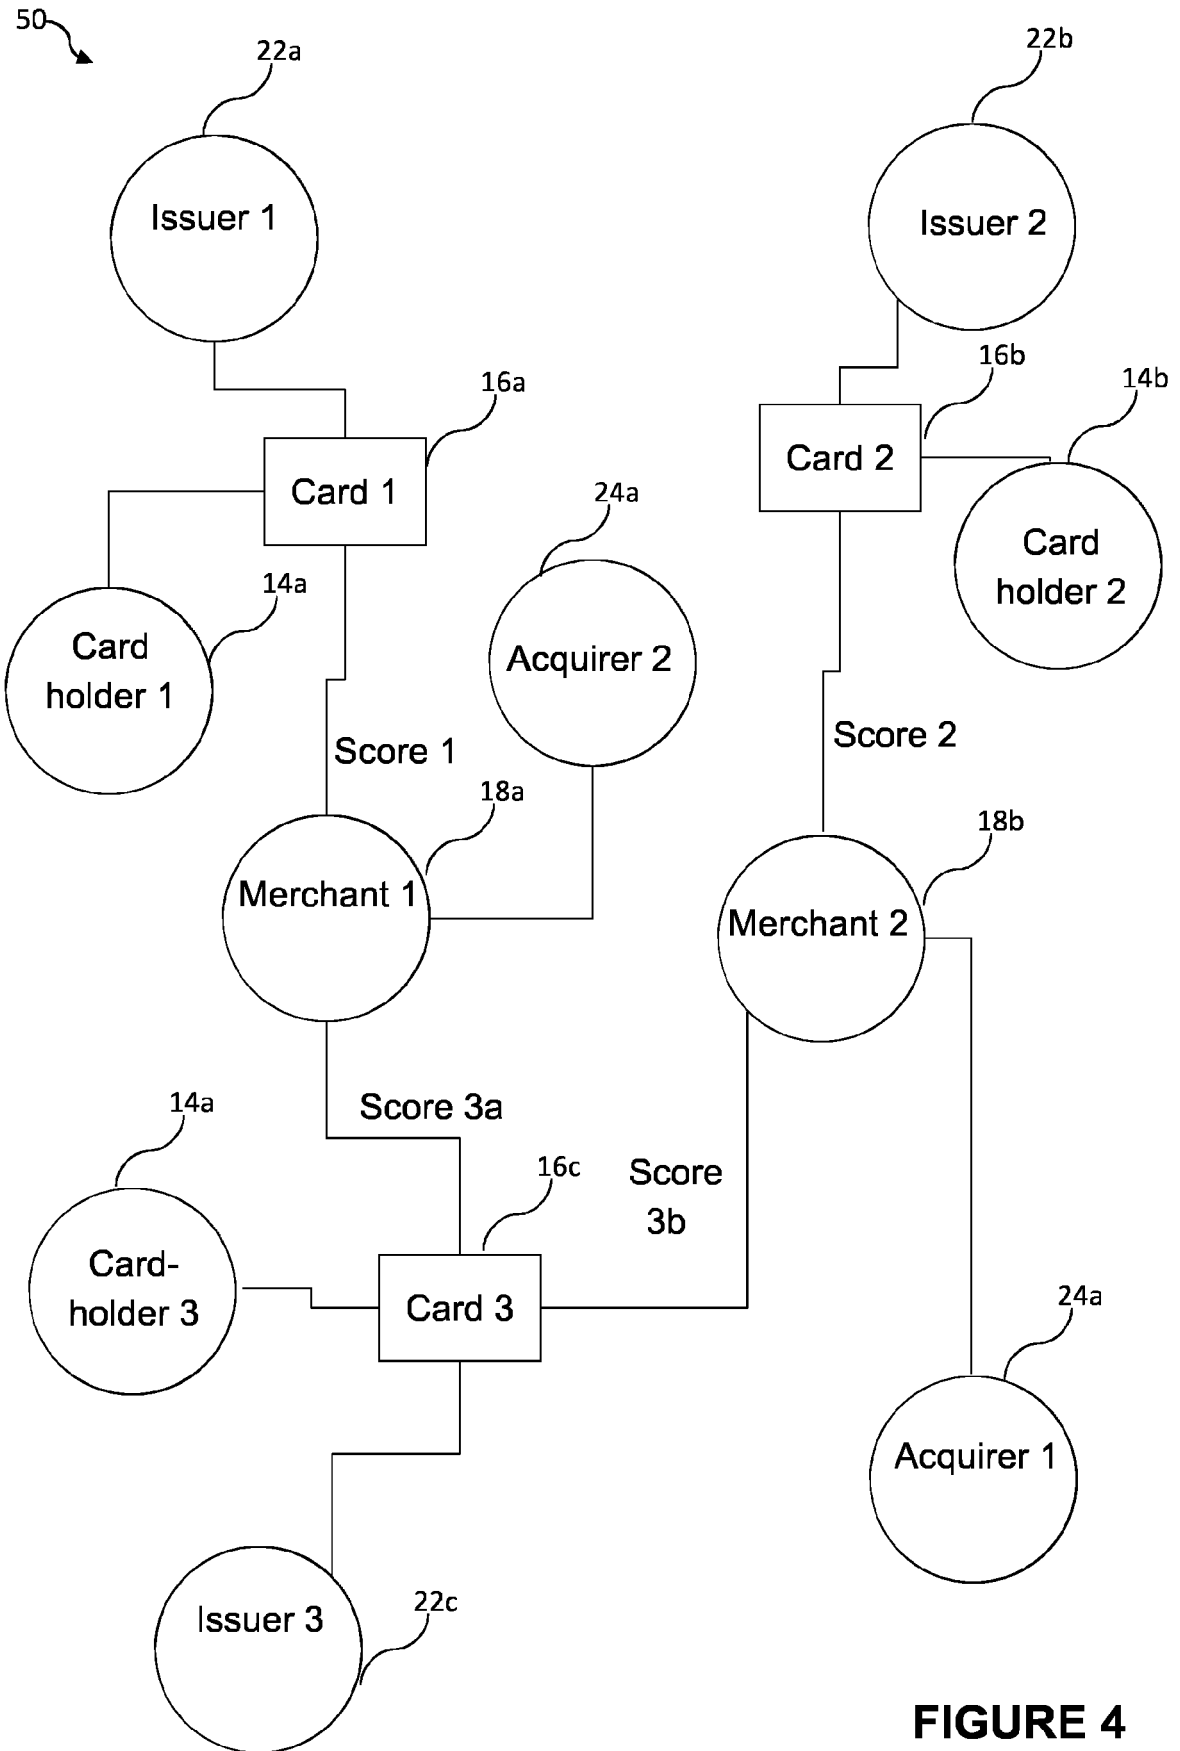 50
22a
22b
Issuer 1
Issuer 2
16a
16b
14b
Card 1
Card 2
24a
14a
Card
holder 2
Card
holder 1
Acquirer 2
Score 1
Score 2
18a
18b
Merchant 1
Merchant 2
14a
Score 3a
16c
Score
3b
Card-
holder 3
Card 3
24a
Acquirer 1
Issuer 3
22c
FIGURE 4